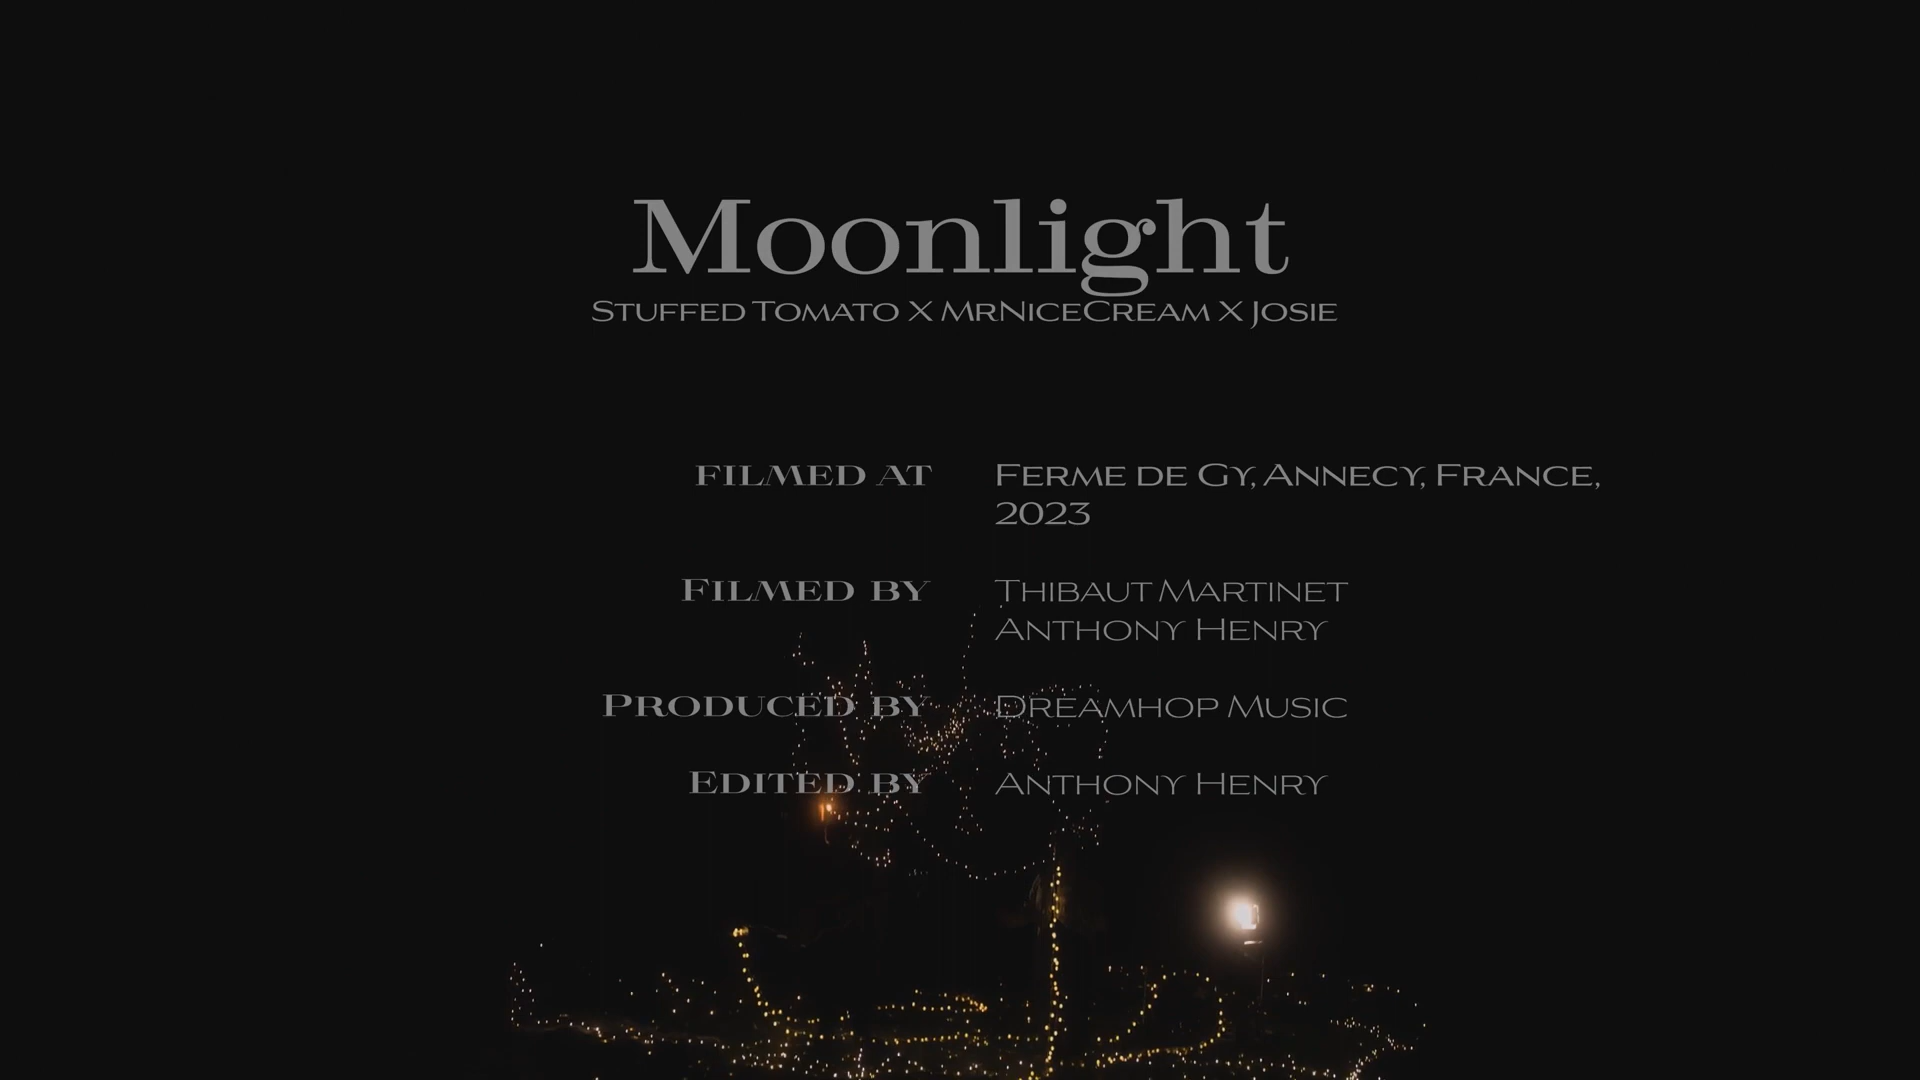 Moonlight
Stuffed Tomato X MrNiceCream X Josie
FILMED AT
Ferme de Gy, Annecy, France,
2023
Filmed by
Thibaut Martinet
Anthony Henry
Produced by
Dreamhop Music
Edited by
Anthony Henry